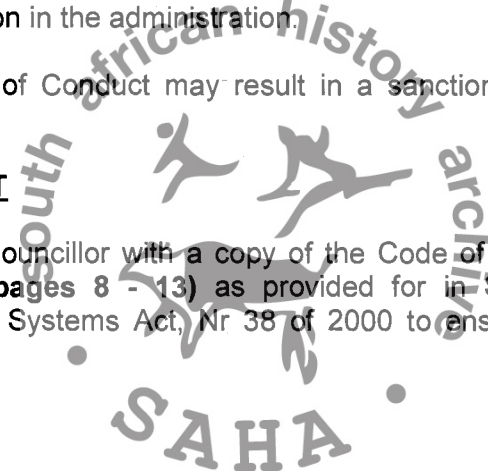 on in the administration.
of Conduct may result in a sanction
T
ouncillor with a copy of the Code of
pages 8 - 13) as provided for in S
Systems Act, Nr 38 of 2000 to ens
south african history archive
SAHA